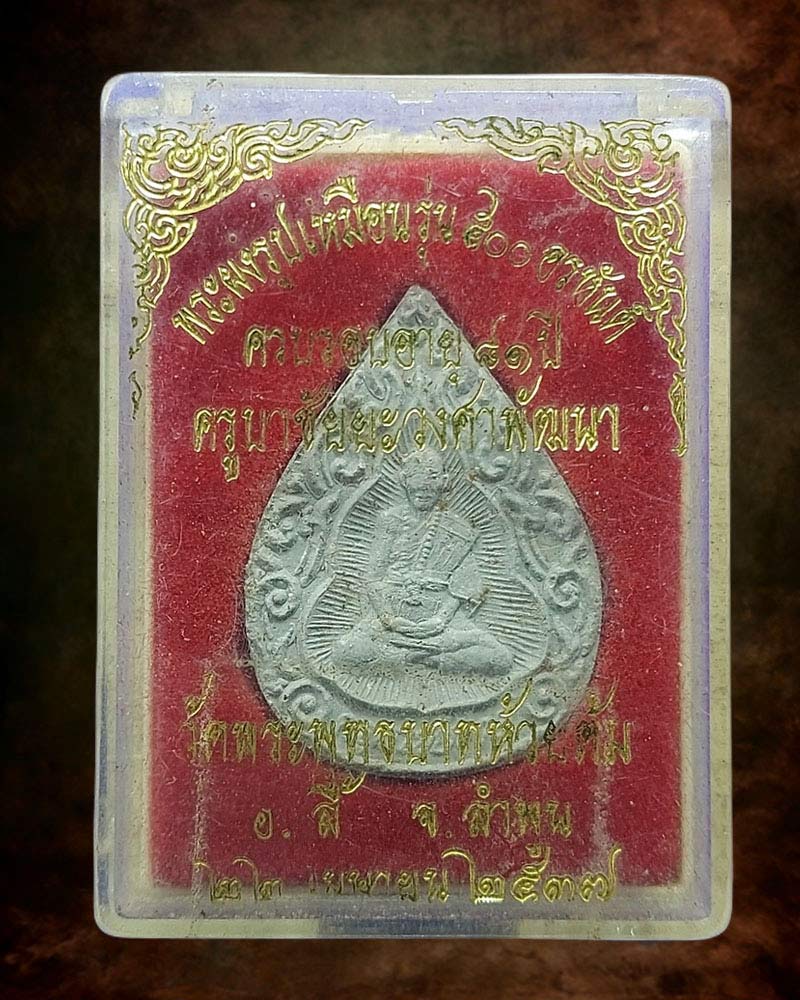 พระผงรูปเหมือนรุ่น ๕๐๐ อรหันต์
ครบรอบอายุ ๘๑ ปี
ครูบาชัยยะวงศาพัฒนา
วัดพระพุทธบาทห้วยต้ม
อ. ลี้ จ. ลำพูน
๒๒ เมษายน ๒๕๓๗